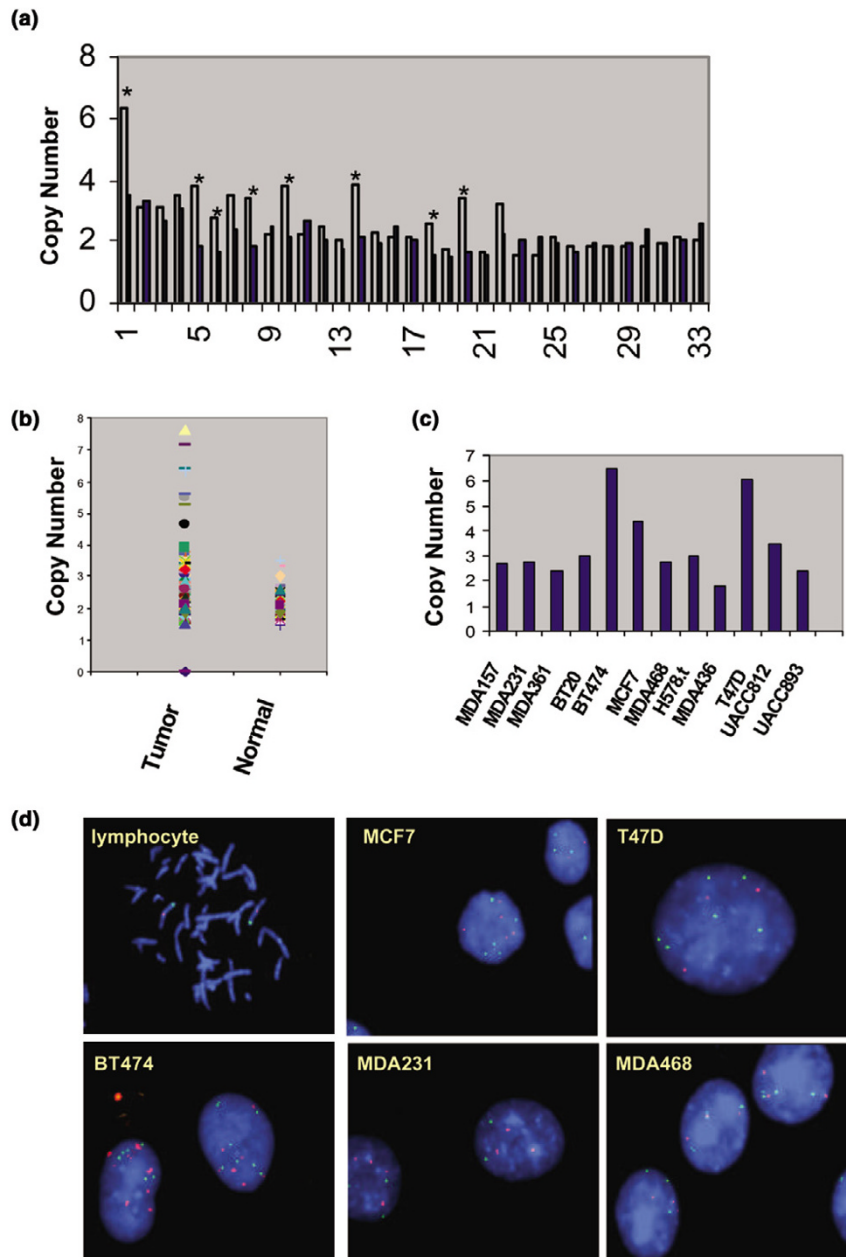 (a)
Copy Number
8
6
4
2
0
*
* * * * * * *
1 5 9 13 17 21 25 29 33
(b)
Copy Number
8
7
6
5
4
3
2
1
0
Tumor Normal
(c)
Copy Number
7
6
5
4
3
2
1
0
MDA157 MDA231 MDA361 BT20 BT474 MCF7 MDA468 H578.t MDA436 T47D UACC812 UACC893
(d)
lymphocyte MCF7 T47D
BT474 MDA231 MDA468